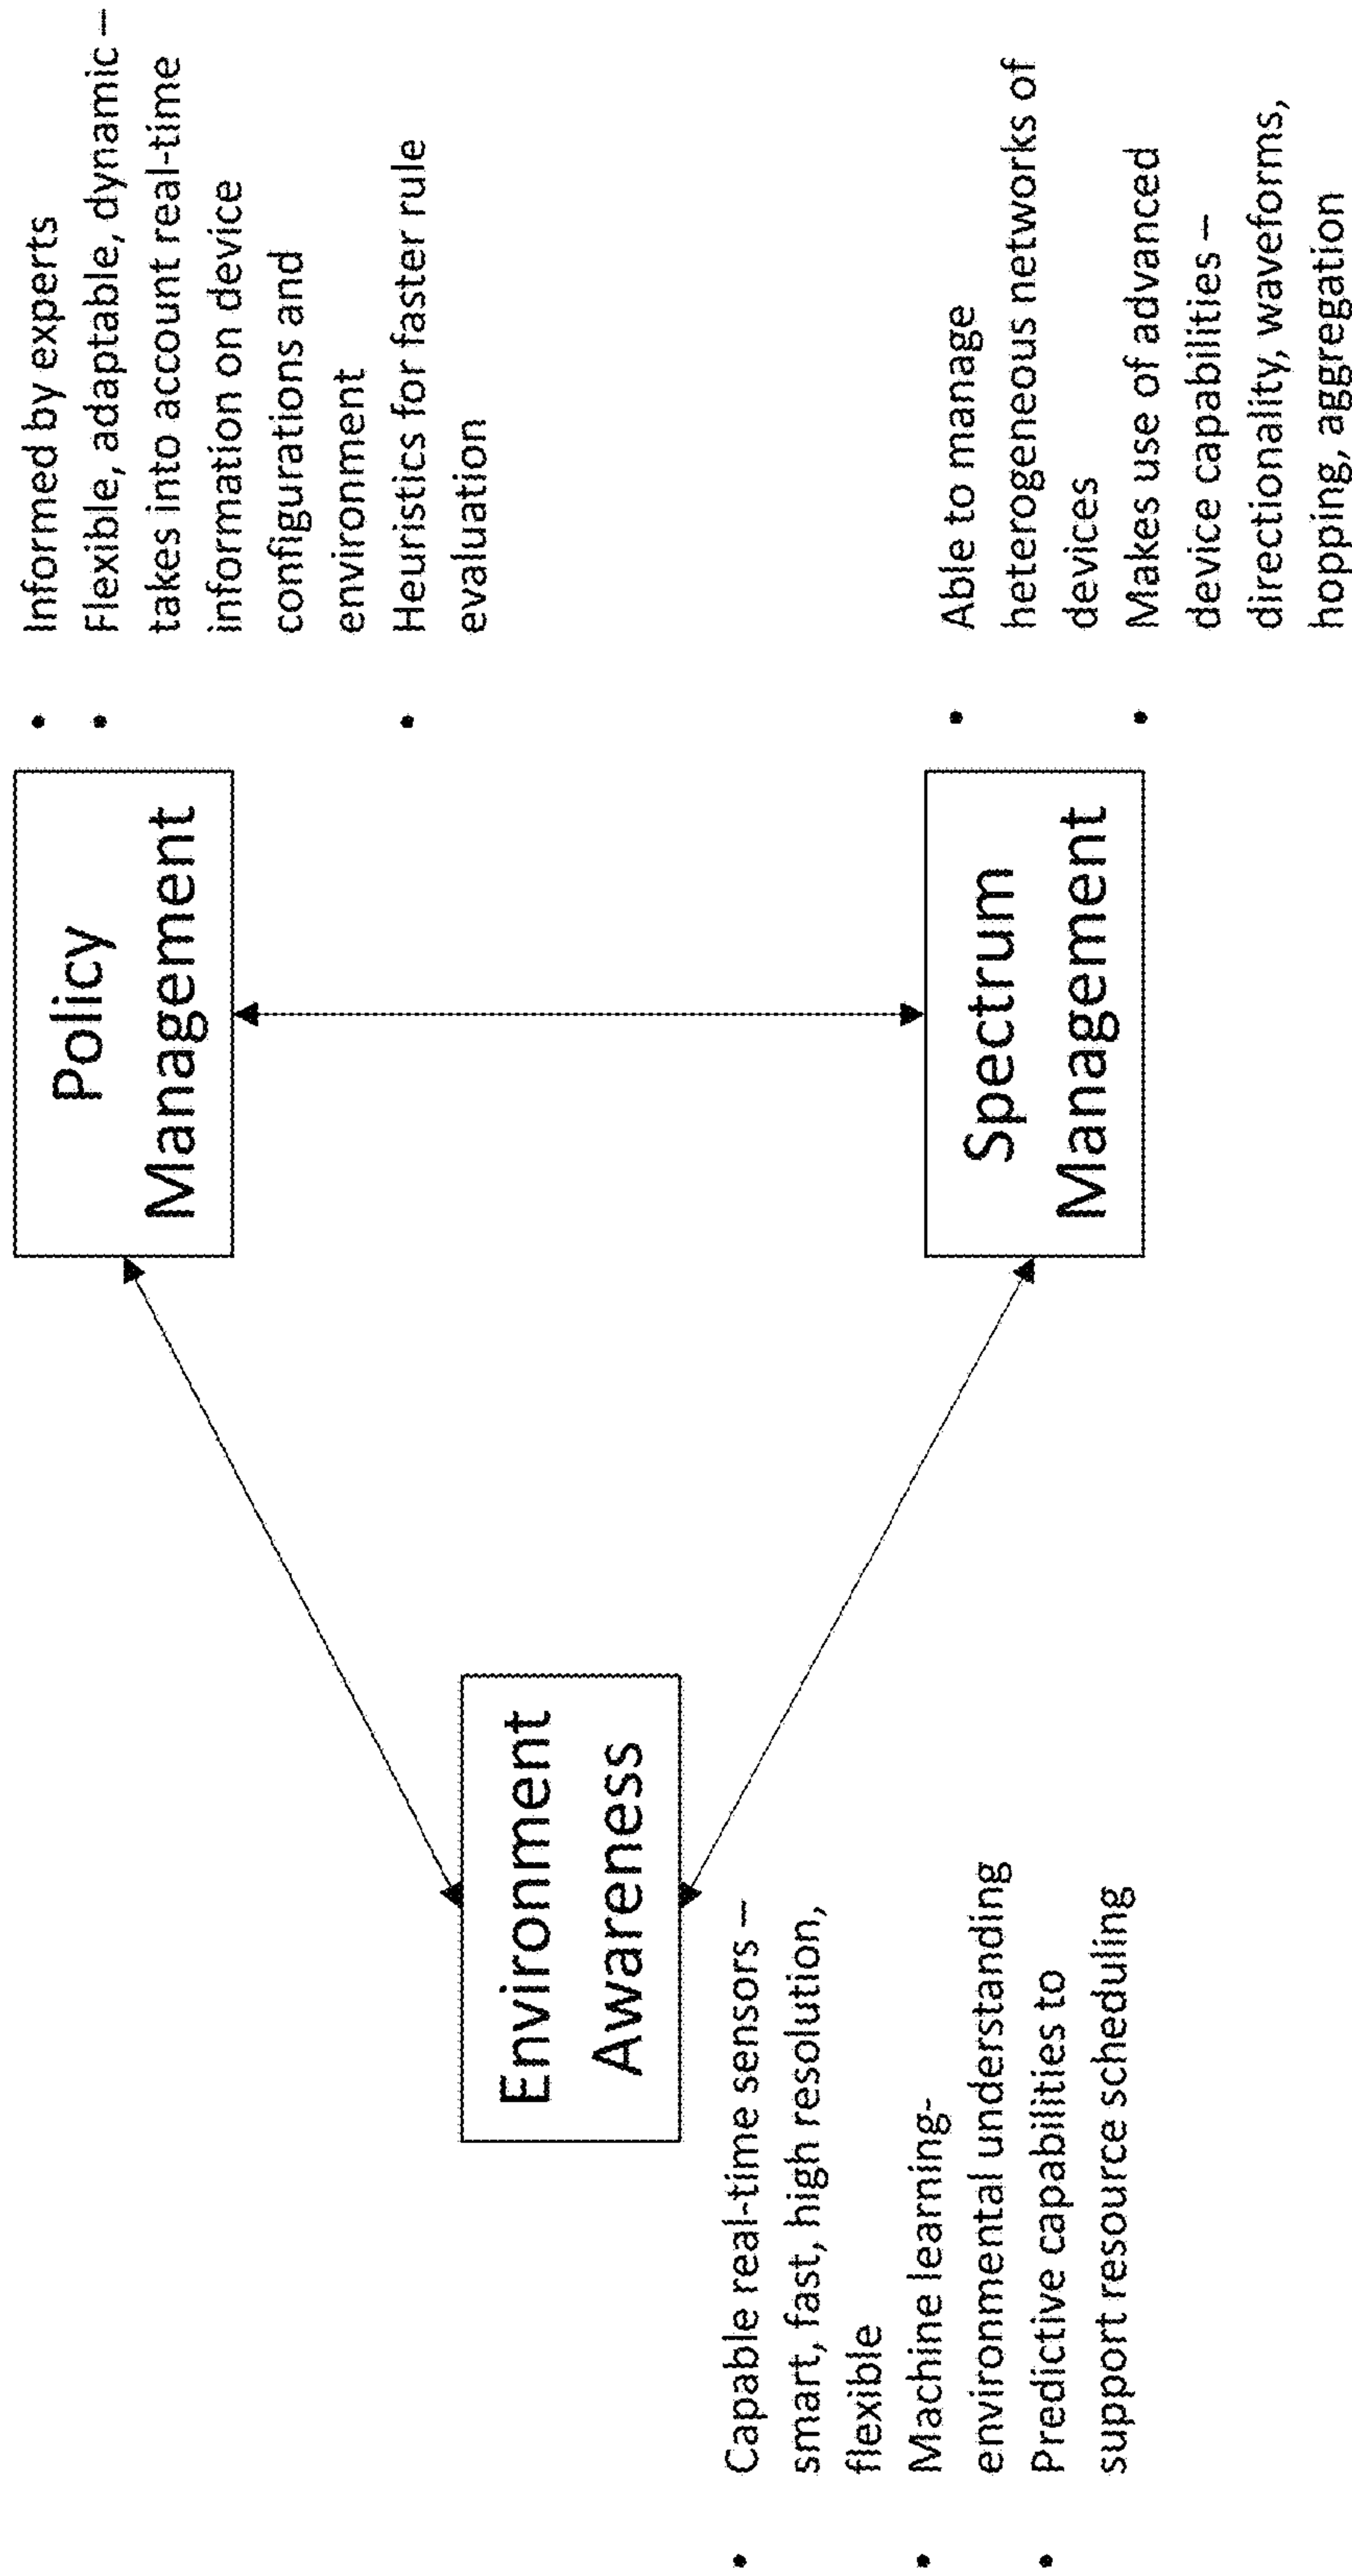 Policy
Management
• Informed by experts
• Flexible, adaptable, dynamic –
takes into account real-time
information on device
configurations and
environment
• Heuristics for faster rule
evaluation
Environment
Awareness
• Capable real-time sensors –
smart, fast, high resolution,
flexible
• Machine learning-
environmental understanding
• Predictive capabilities to
support resource scheduling
Spectrum
Management
• Able to manage
heterogeneous networks of
devices
• Makes use of advanced
device capabilities –
directionality, waveforms,
hopping, aggregation